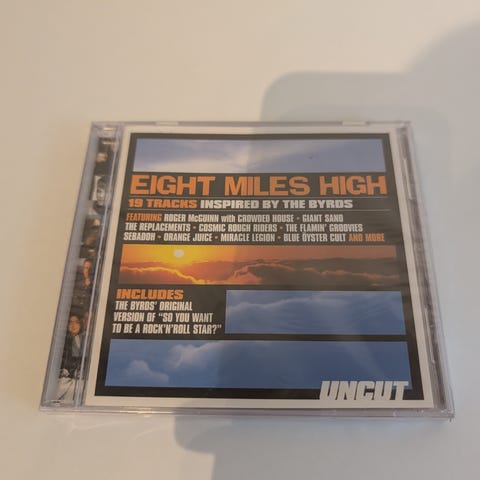 EIGHT MILES HIGH
19 TRACKS INSPIRED BY THE BYRDS
FEATURING ROGER McGUINN with CROWDED HOUSE - GIANT SAND
THE REPLACEMENTS - COSMIC ROUGH RIDERS - THE FLAMIN' GROOVIES
SEBADOH - ORANGE JUICE - MIRACLE LEGION - BLUE ÖYSTER CULT AND MORE
INCLUDES
THE BYRDS' ORIGINAL
VERSION OF "SO YOU WANT
TO BE A ROCK'N'ROLL STAR?"
UNCUT